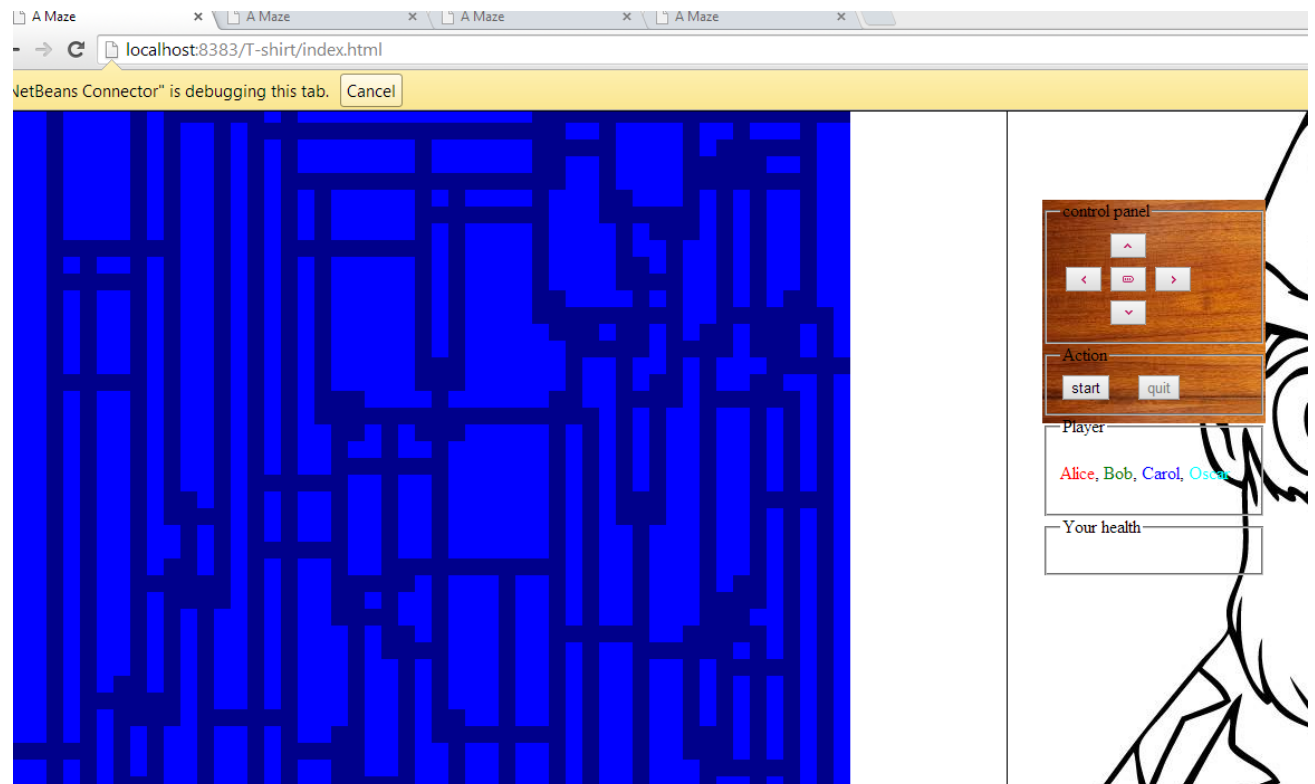 A Maze × A Maze × A Maze × A Maze ×
localhost:8383/T-shirt/index.html
NetBeans Connector" is debugging this tab. Cancel
control panel
Action
start quit
Player
Alice, Bob, Carol, Oscar
Your health